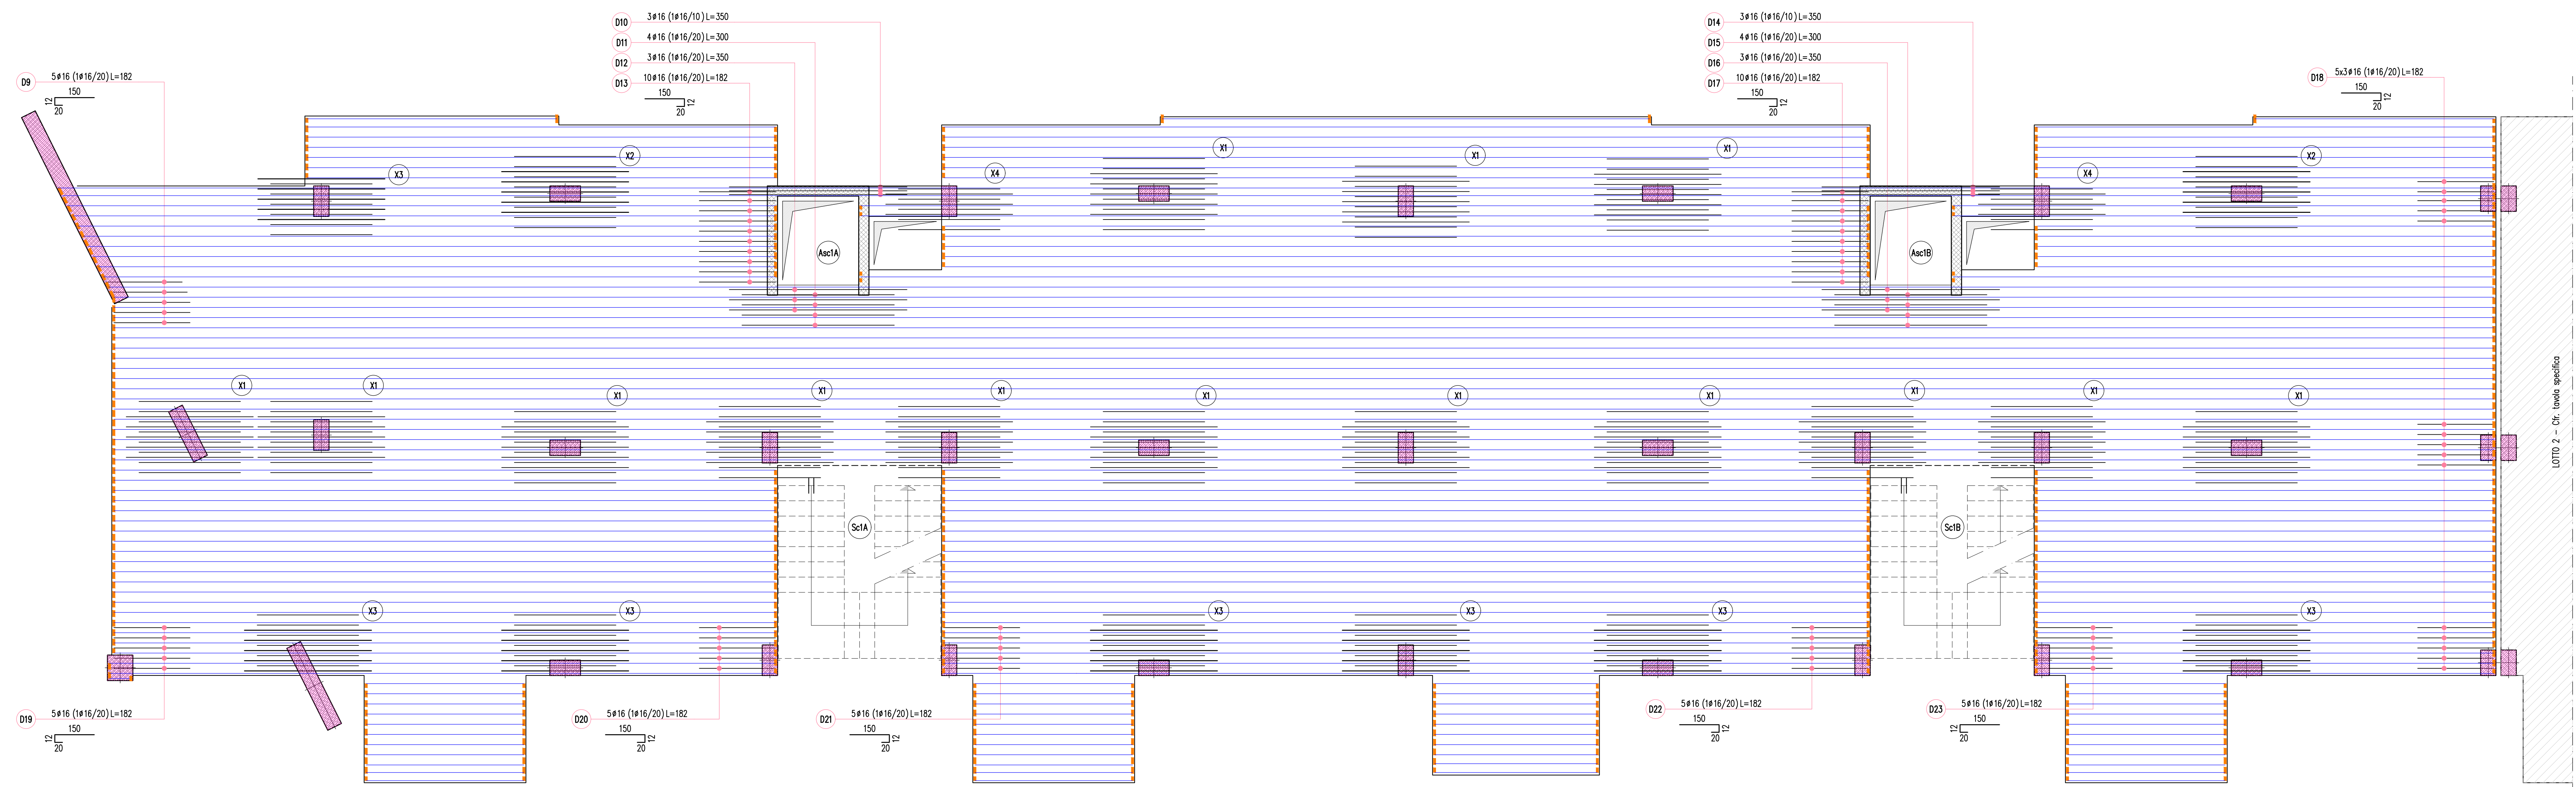 D10 3ø16 (1ø16/10) L=350
D11 4ø16 (1ø16/20) L=300
D12 3ø16 (1ø16/20) L=350
D13 10ø16 (1ø16/20) L=182
150
12
20
D14 3ø16 (1ø16/10) L=350
D15 4ø16 (1ø16/20) L=300
D16 3ø16 (1ø16/20) L=350
D17 10ø16 (1ø16/20) L=182
150
12
20
D9 5ø16 (1ø16/20) L=182
150
12
20
D18 5x3ø16 (1ø16/20) L=182
150
12
20
X3
X2
X4
X1
X1
X1
X4
X2
Asc1A
Asc1B
X1
X1
X1
X1
X1
X1
X1
X1
X1
X1
X1
LOTTO 2 - Cfr. tavola specifica
Sc1A
Sc1B
X3
X3
X3
X3
X3
X3
D19 5ø16 (1ø16/20) L=182
150
12
20
D20 5ø16 (1ø16/20) L=182
150
12
20
D21 5ø16 (1ø16/20) L=182
150
12
20
D22 5ø16 (1ø16/20) L=182
150
12
20
D23 5ø16 (1ø16/20) L=182
150
12
20